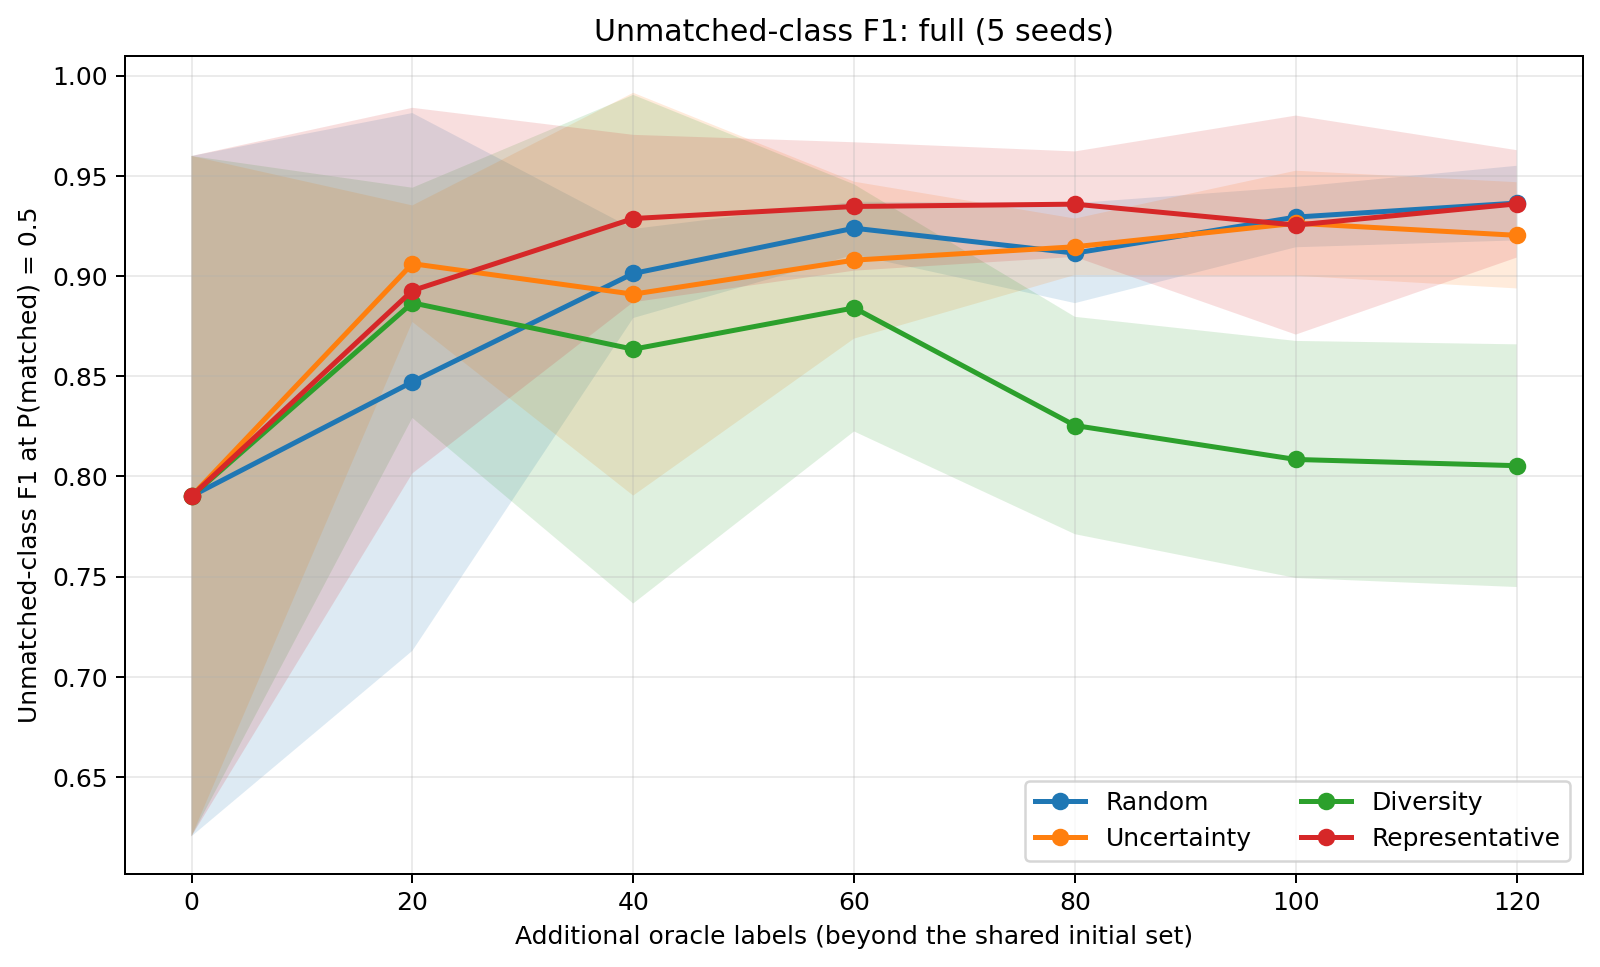 Unmatched-class F1: full (5 seeds)
Unmatched-class F1 at P(matched) = 0.5
1.00
0.95
0.90
0.85
0.80
0.75
0.70
0.65
Random
Uncertainty
Diversity
Representative
0 20 40 60 80 100 120
Additional oracle labels (beyond the shared initial set)